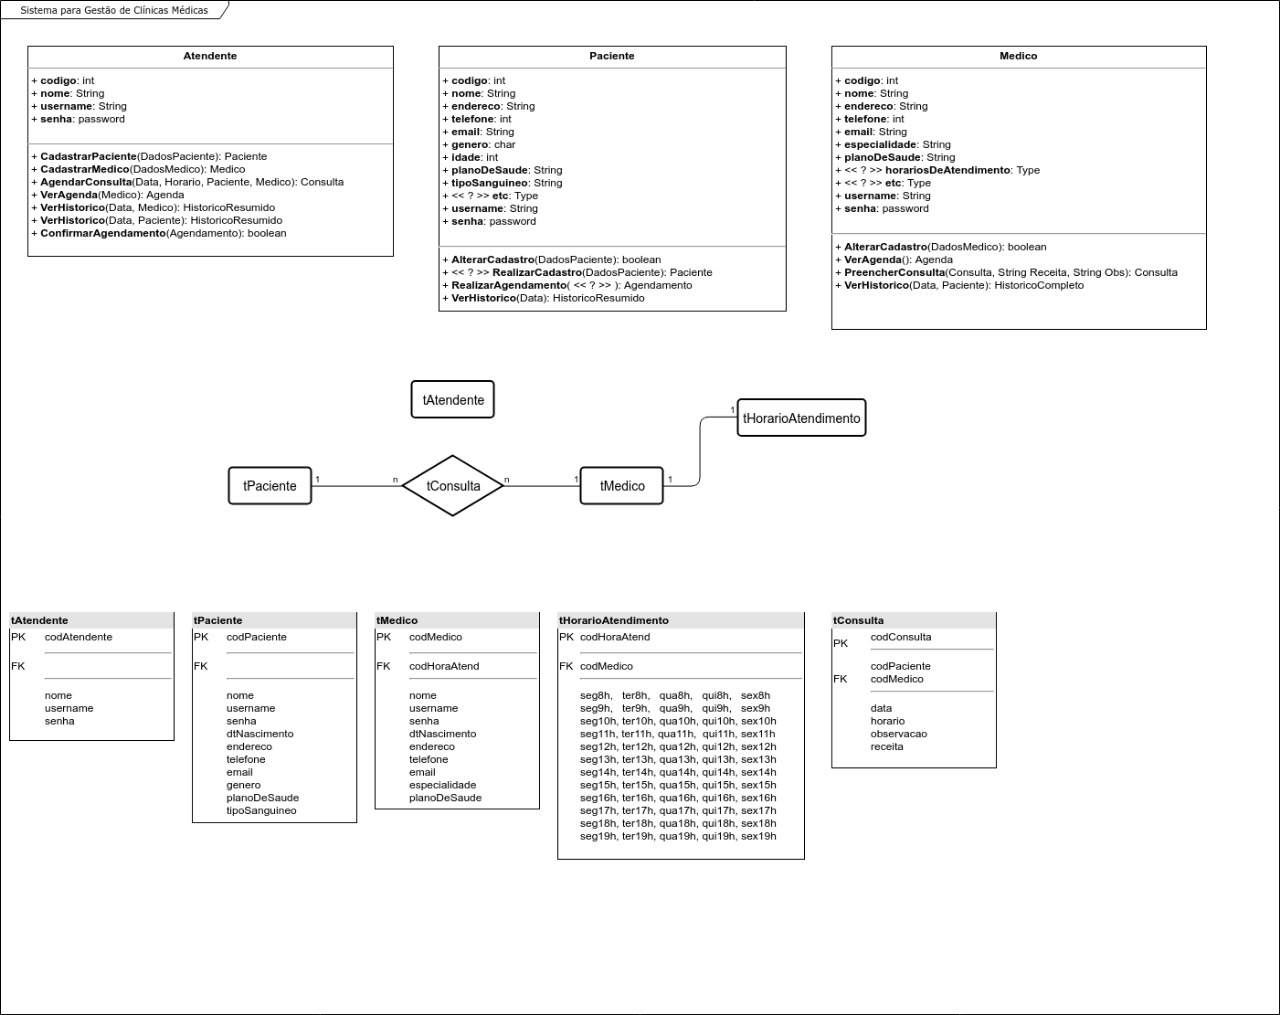 Sistema para Gestão de Clínicas Médicas
Atendente
+ codigo: int
+ nome: String
+ username: String
+ senha: password
+ CadastrarPaciente(DadosPaciente): Paciente
+ CadastrarMedico(DadosMedico): Medico
+ AgendarConsulta(Data, Horario, Paciente, Medico): Consulta
+ VerAgenda(Medico): Agenda
+ VerHistorico(Data, Medico): HistoricoResumido
+ VerHistorico(Data, Paciente): HistoricoResumido
+ ConfirmarAgendamento(Agendamento): boolean
Paciente
+ codigo: int
+ nome: String
+ endereco: String
+ telefone: int
+ email: String
+ genero: char
+ idade: int
+ planoDeSaude: String
+ tipoSanguineo: String
+ << ? >> etc: Type
+ username: String
+ senha: password
+ AlterarCadastro(DadosPaciente): boolean
+ << ? >> RealizarCadastro(DadosPaciente): Paciente
+ RealizarAgendamento( << ? >> ): Agendamento
+ VerHistorico(Data): HistoricoResumido
Medico
+ codigo: int
+ nome: String
+ endereco: String
+ telefone: int
+ email: String
+ especialidade: String
+ planoDeSaude: String
+ << ? >> horariosDeAtendimento: Type
+ << ? >> etc: Type
+ username: String
+ senha: password
+ AlterarCadastro(DadosMedico): boolean
+ VerAgenda(): Agenda
+ PreencherConsulta(Consulta, String Receita, String Obs): Consulta
+ VerHistorico(Data, Paciente): HistoricoCompleto
tAtendente
1 tHorarioAtendimento
tPaciente 1 n tConsulta n 1 tMedico 1
tAtendente
PK codAtendente
FK
nome
username
senha
tPaciente
PK codPaciente
FK
nome
username
senha
dtNascimento
endereco
telefone
email
genero
planoDeSaude
tipoSanguineo
tMedico
PK codMedico
FK codHoraAtend
nome
username
senha
dtNascimento
endereco
telefone
email
especialidade
planoDeSaude
tHorarioAtendimento
PK codHoraAtend
FK codMedico
seg8h, ter8h, qua8h, qui8h, sex8h
seg9h, ter9h, qua9h, qui9h, sex9h
seg10h, ter10h, qua10h, qui10h, sex10h
seg11h, ter11h, qua11h, qui11h, sex11h
seg12h, ter12h, qua12h, qui12h, sex12h
seg13h, ter13h, qua13h, qui13h, sex13h
seg14h, ter14h, qua14h, qui14h, sex14h
seg15h, ter15h, qua15h, qui15h, sex15h
seg16h, ter16h, qua16h, qui16h, sex16h
seg17h, ter17h, qua17h, qui17h, sex17h
seg18h, ter18h, qua18h, qui18h, sex18h
seg19h, ter19h, qua19h, qui19h, sex19h
tConsulta
PK codConsulta
codPaciente
FK codMedico
data
horario
observacao
receita